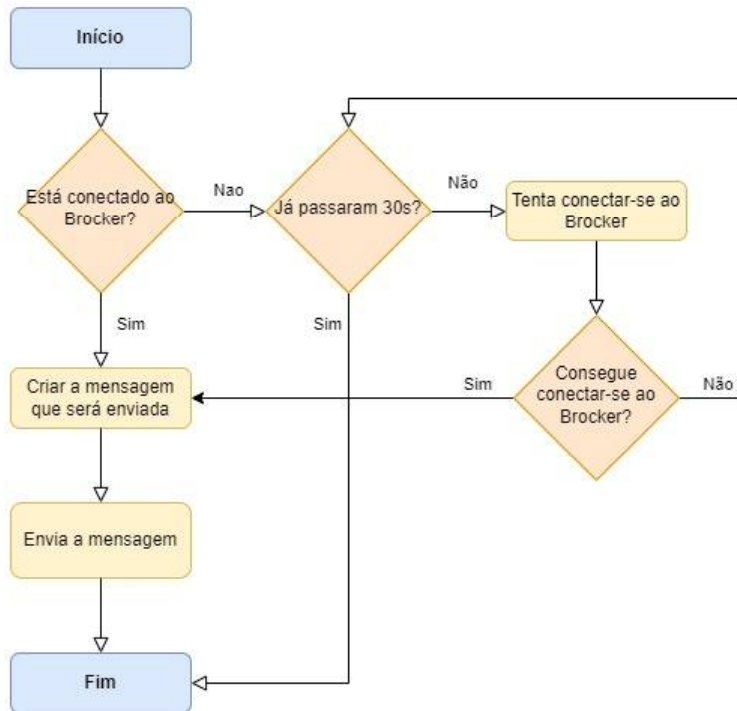 Início
Está conectado ao
Brocker?
Nao
Já passaram 30s?
Não
Tenta conectar-se ao
Brocker
Sim
Sim
Criar a mensagem
que será enviada
Sim
Consegue
conectar-se ao
Brocker?
Não
Envia a mensagem
Fim